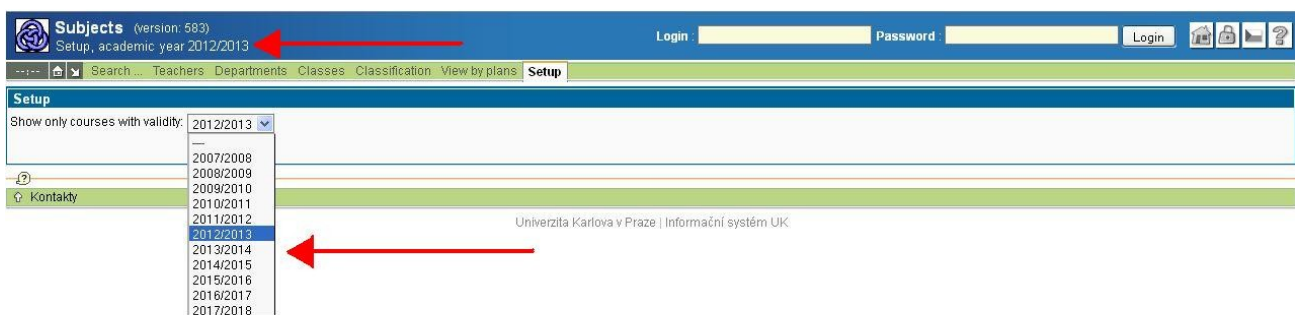 Subjects (version: 583)
Setup, academic year 2012/2013
Login :
Password :
Login
--:-- Search ... Teachers Departments Classes Classification View by plans Setup
Setup
Show only courses with validity: 2012/2013
—
2007/2008
2008/2009
2009/2010
2010/2011
2011/2012
2012/2013
2013/2014
2014/2015
2015/2016
2016/2017
2017/2018
?
Kontakty
Univerzita Karlova v Praze | Informační systém UK